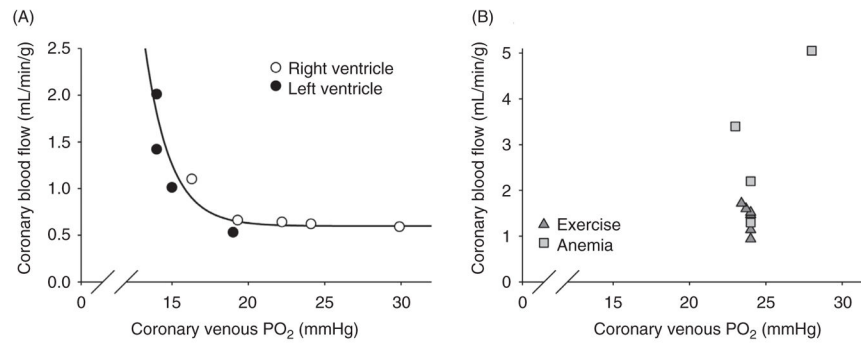 (A)
Coronary blood flow (mL/min/g)
2.5
2.0
1.5
1.0
0.5
0.0
0
15
20
25
30
Coronary venous PO₂ (mmHg)
Right ventricle
Left ventricle
(B)
Coronary blood flow (mL/min/g)
5
4
3
2
1
0
0
20
25
30
Coronary venous PO₂ (mmHg)
Exercise
Anemia